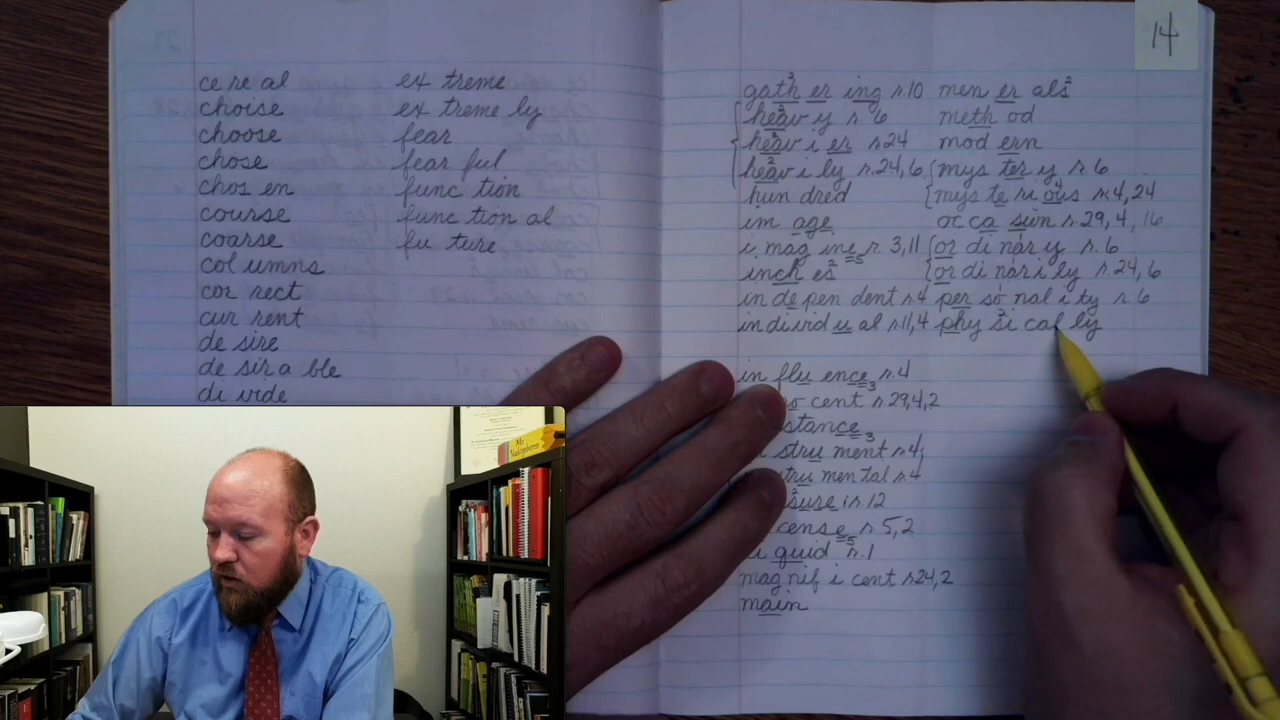 14
ce re al
choise
choose
chose
chos en
course
coarse
col umns
cor rect
cur rent
de sire
de sir a ble
di vide
ex treme
ex treme ly
fear
fear ful
func tion
func tion al
fu ture
gath er ing r.10
heav y r.6
heav i er r.24
heav i ly r.24,6
hun dred
im age
i mag ine r. 3,11
inch es
in de pen dent r.4
in di vid u al r.11,4
in flu ence r.4
cent r.29,4,2
stance
stru ment r.4
stru men tal r.4
sure r.12
cense r.5,2
quid r.1
mag nif i cent r.24,2
main
men er als
meth od
mod ern
mys ter y r.6
mys te ri ous r.4,24
oc ca sion r.29,4,16
or di nar y r.6
or di nar i ly r.24,6
per so nal i ty r.6
phy si cal ly
Mr